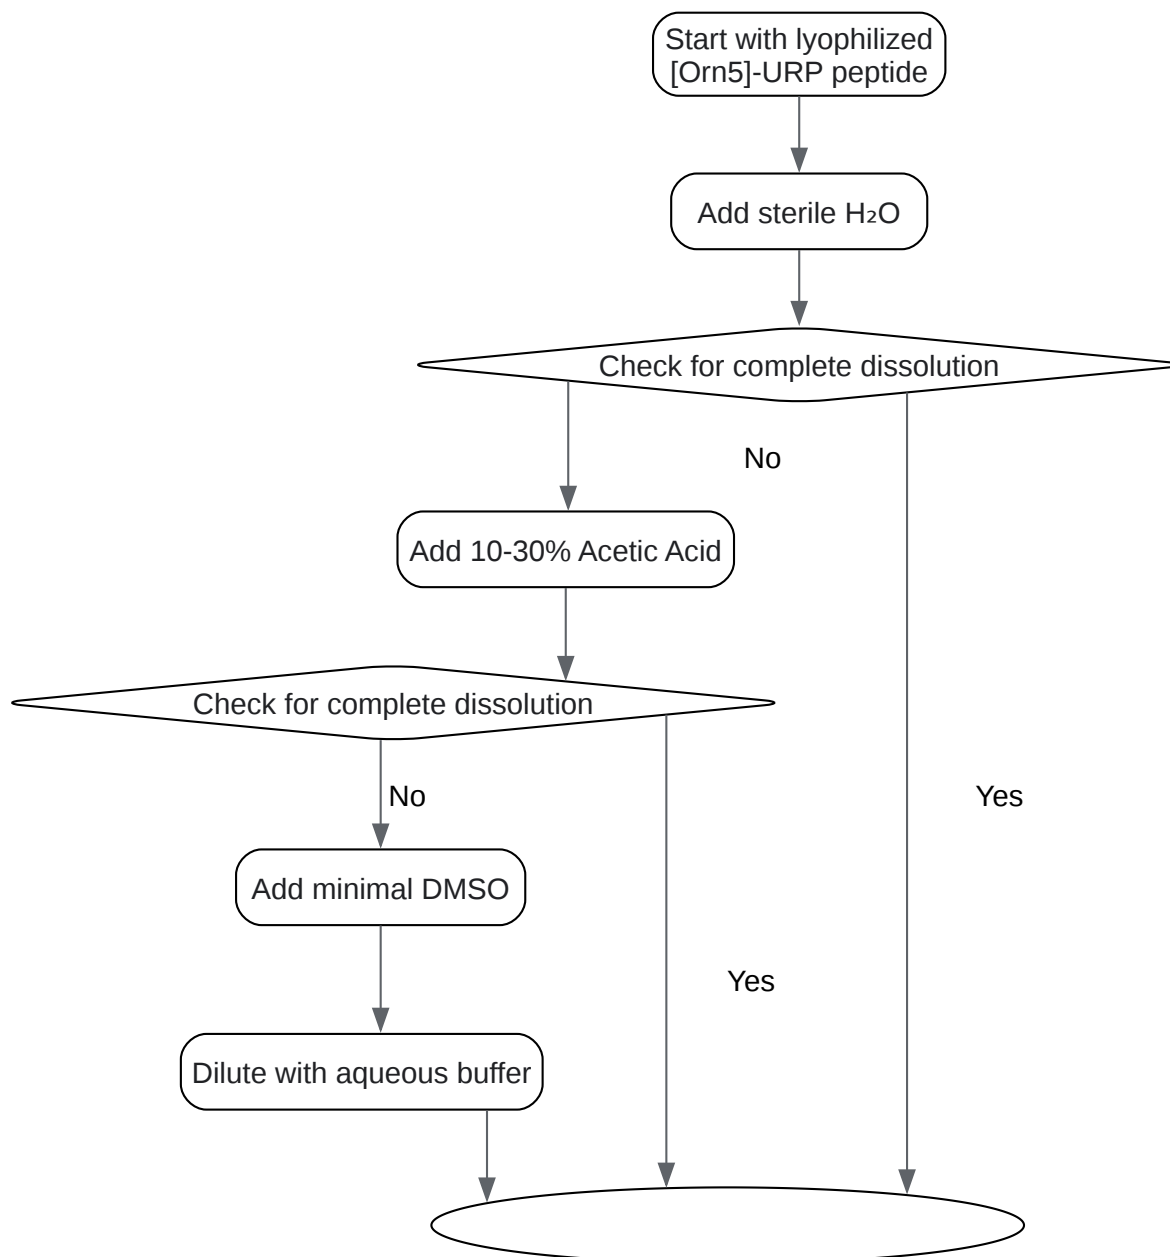 Start with lyophilized
[Orn5]-URP peptide
Add sterile H₂O
Check for complete dissolution
No
Add 10-30% Acetic Acid
Check for complete dissolution
No
Yes
Add minimal DMSO
Yes
Dilute with aqueous buffer